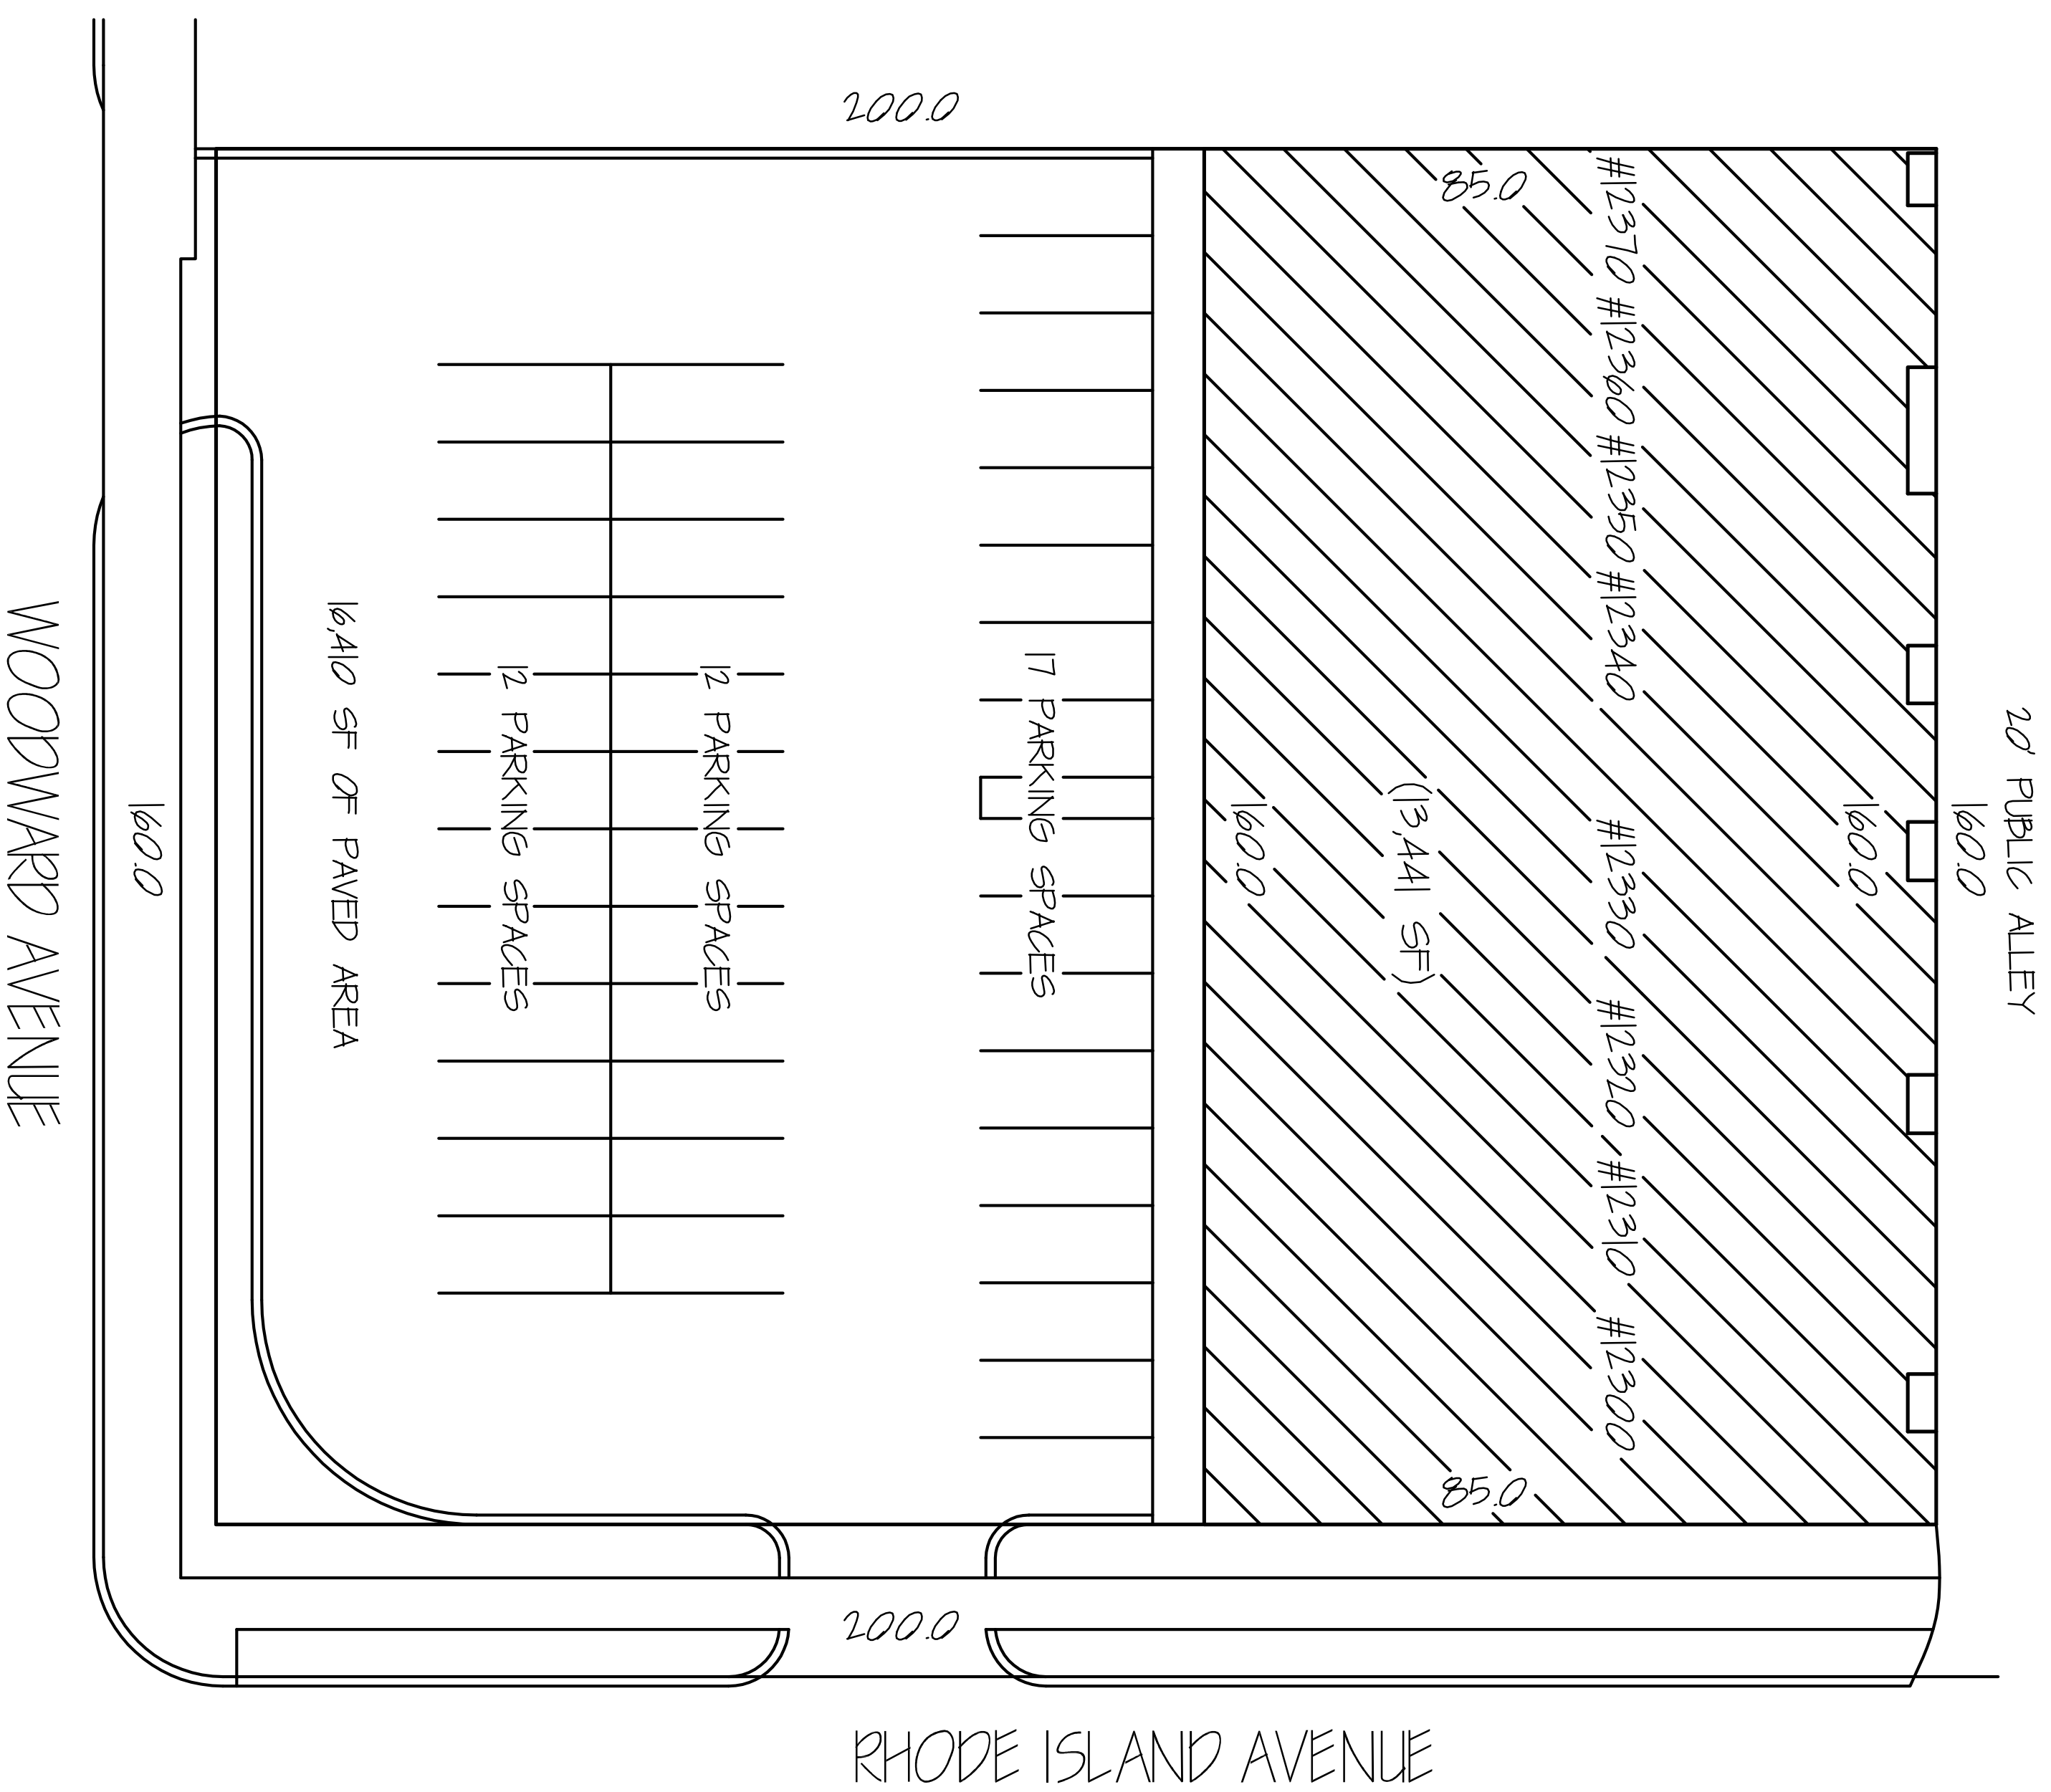 200.0
85.0
#12370
#12360
#12350
#12340
#12330
#12320
#12310
#12300
(13,441 SF)
160.0
160.0
160.0
20' PUBLIC ALLEY
17 PARKING SPACES
12 PARKING SPACES
12 PARKING SPACES
16,410 SF OF PAVED AREA
160.0
WOODWARD AVENUE
85.0
200.0
RHODE ISLAND AVENUE